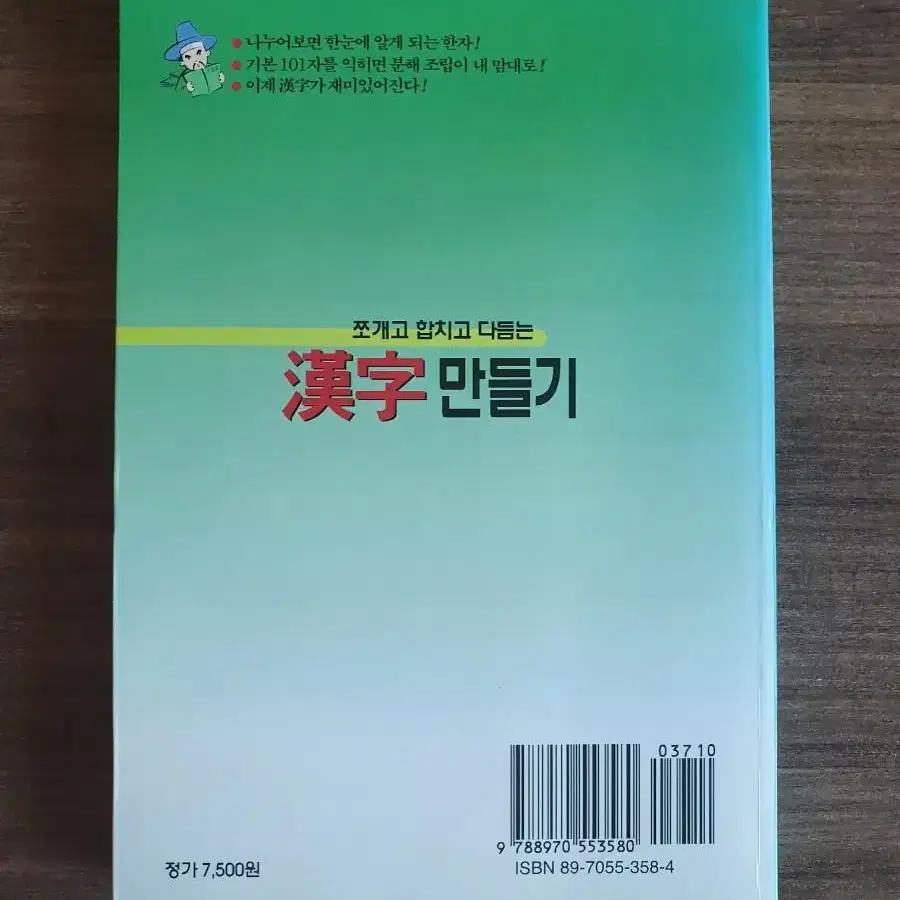 ● 나누어보면 한눈에 알게 되는 한자!
● 기본 101자를 익히면 분해 조립이 내 맘대로!
● 이제 漢字가 재미있어진다!
쪼개고 합치고 다듬는
漢字 만들기
03710
9 788970 553580
정가 7,500원
ISBN 89-7055-358-4